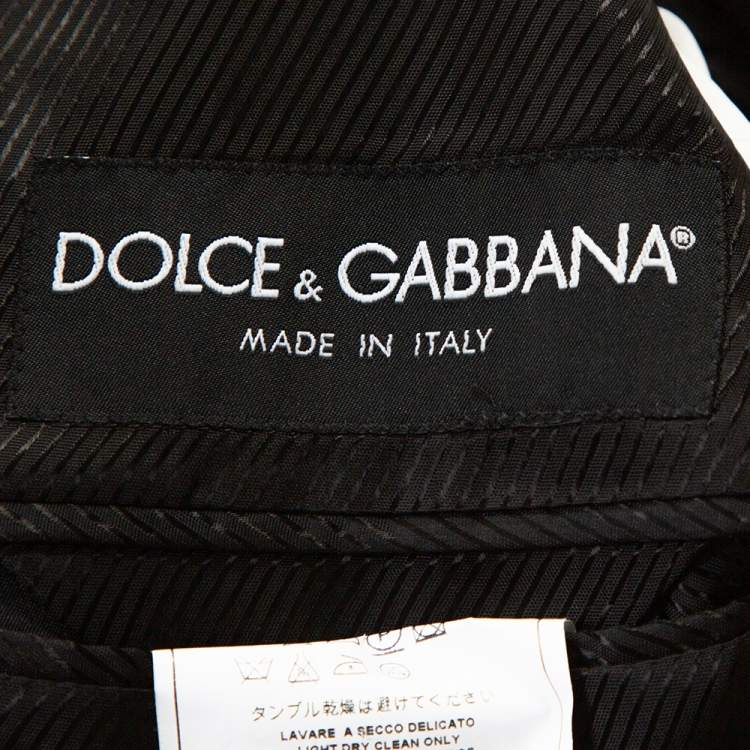 DOLCE & GABBANA®
MADE IN ITALY
タンブル乾燥は避けてください
LAVARE A SECCO DELICATO
LIGHT DRY CLEAN ONLY